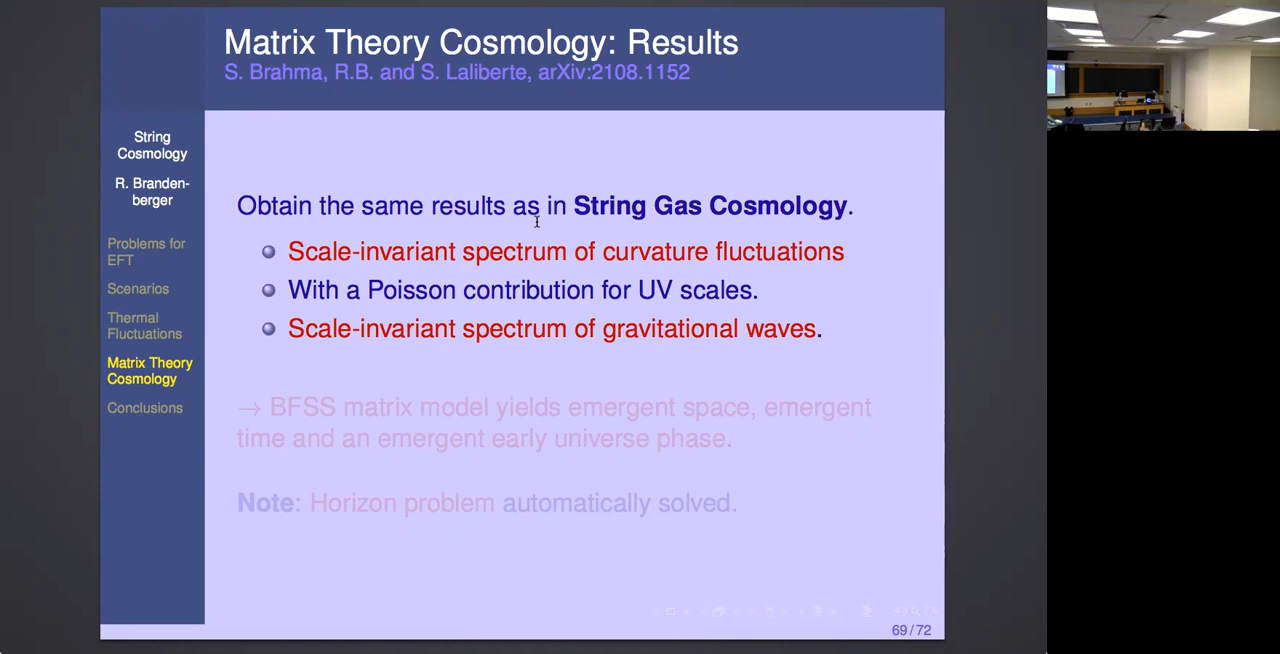 Matrix Theory Cosmology: Results
S. Brahma, R.B. and S. Laliberte, arXiv:2108.1152
String
Cosmology
R. Branden-
berger
Problems for
EFT
Scenarios
Thermal
Fluctuations
Matrix Theory
Cosmology
Conclusions
Obtain the same results as in String Gas Cosmology.
Scale-invariant spectrum of curvature fluctuations
With a Poisson contribution for UV scales.
Scale-invariant spectrum of gravitational waves.
→ BFSS matrix model yields emergent space, emergent
time and an emergent early universe phase.
Note: Horizon problem automatically solved.
69/72